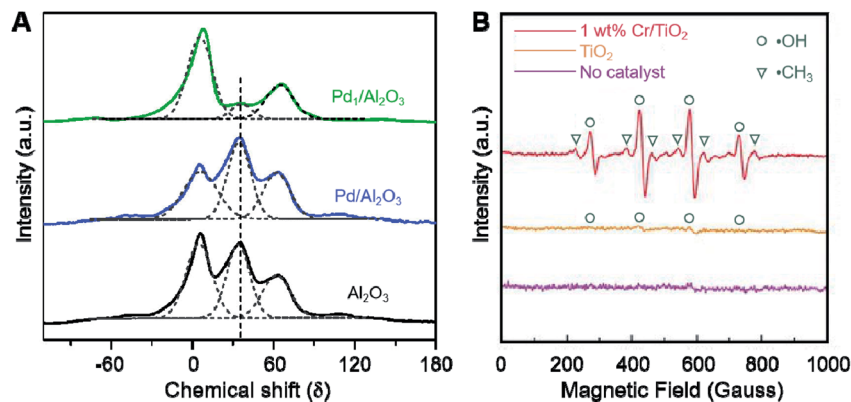 A
Intensity (a.u.)
Pd₁/Al₂O₃
Pd/Al₂O₃
Al₂O₃
-60 0 60 120 180
Chemical shift (δ)
B
Intensity (a.u.)
1 wt% Cr/TiO₂
TiO₂
No catalyst
•OH
•CH₃
0 200 400 600 800 1000
Magnetic Field (Gauss)